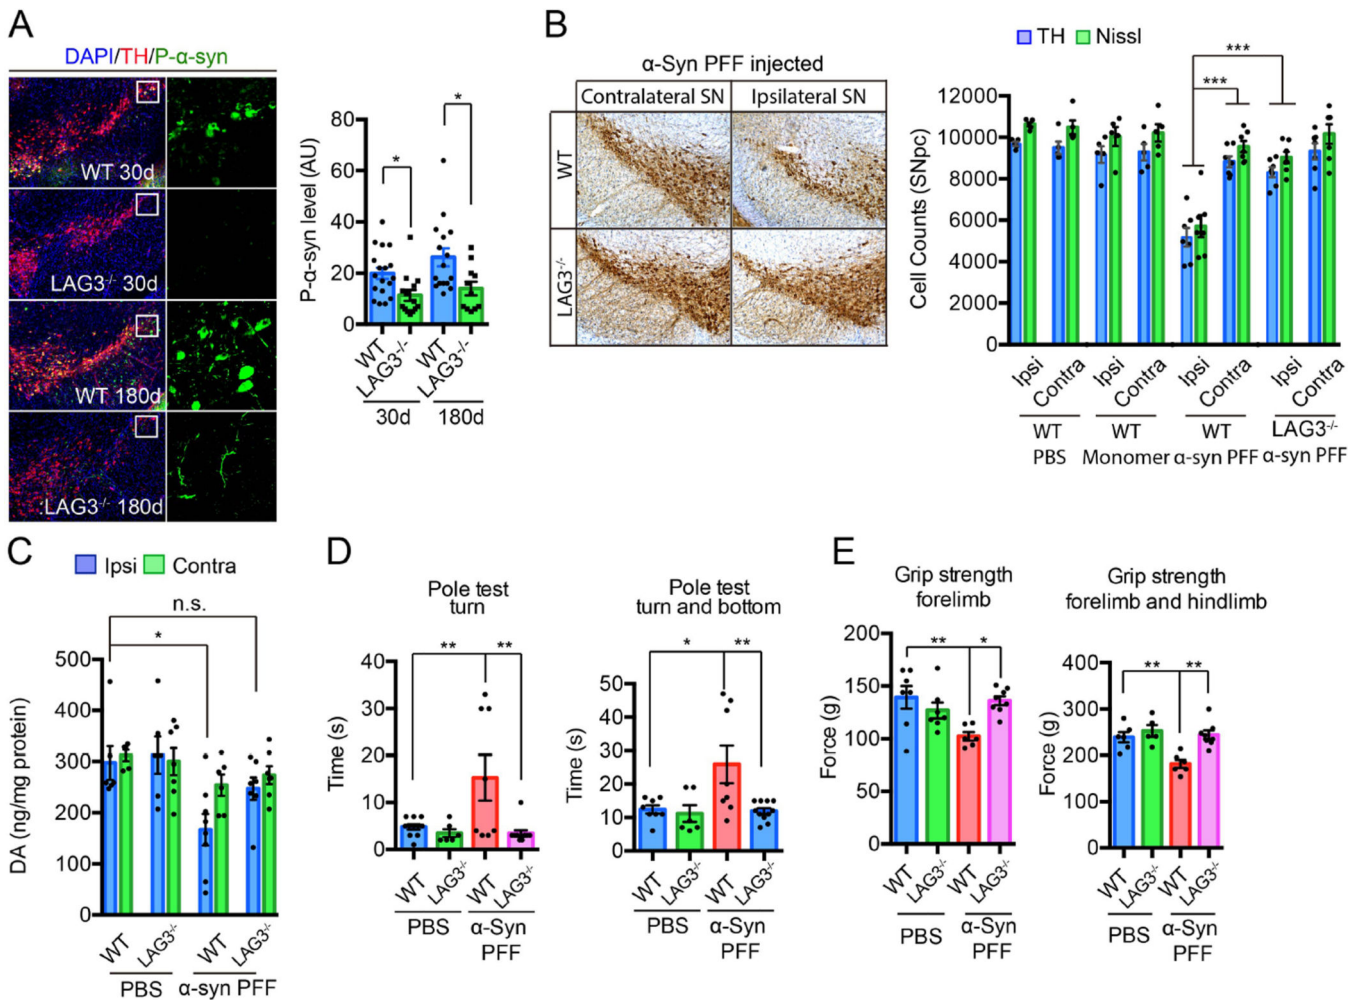 A
DAPI/TH/P-α-syn
WT 30d
LAG3-/- 30d
WT 180d
LAG3-/- 180d
P-α-syn level (AU)
80
60
40
20
0
*
*
WT
LAG3-/-
WT
LAG3-/-
30d
180d
B
α-Syn PFF injected
Contralateral SN
Ipsilateral SN
WT
LAG3-/-
TH
Nissl
***
***
Cell Counts (SNpc)
12000
10000
8000
6000
4000
2000
0
Ipsi
Contra
Ipsi
Contra
Ipsi
Contra
Ipsi
Contra
WT
PBS
WT
Monomer
WT
α-syn PFF
LAG3-/-
α-syn PFF
C
Ipsi
Contra
n.s.
*
DA (ng/mg protein)
500
400
300
200
100
0
WT
LAG3-/-
WT
LAG3-/-
PBS
α-syn PFF
D
Pole test
turn
**
**
Time (s)
40
30
20
10
0
WT
LAG3-/-
WT
LAG3-/-
PBS
α-Syn
PFF
Pole test
turn and bottom
*
**
Time (s)
50
40
30
20
10
0
WT
LAG3-/-
WT
LAG3-/-
PBS
α-Syn
PFF
E
Grip strength
forelimb
**
*
Force (g)
200
150
100
50
0
WT
LAG3-/-
WT
LAG3-/-
PBS
α-Syn
PFF
Grip strength
forelimb and hindlimb
**
**
Force (g)
400
300
200
100
0
WT
LAG3-/-
WT
LAG3-/-
PBS
α-Syn
PFF